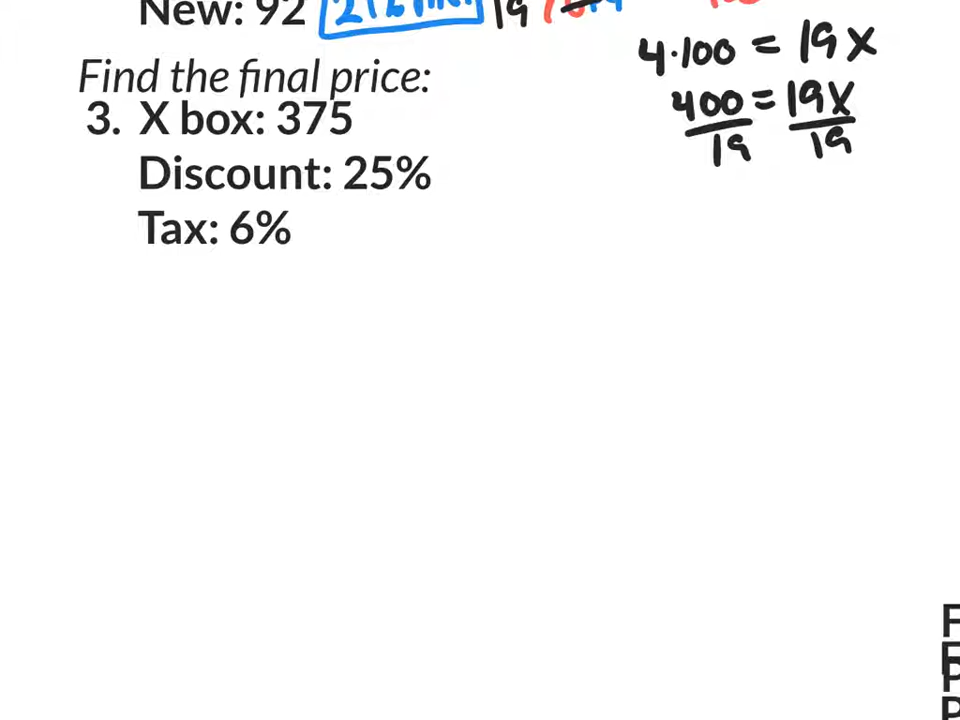 New: 92 19
4·100 = 19x
Find the final price:
400 = 19x
3. X box: 375
19 19
Discount: 25%
Tax: 6%